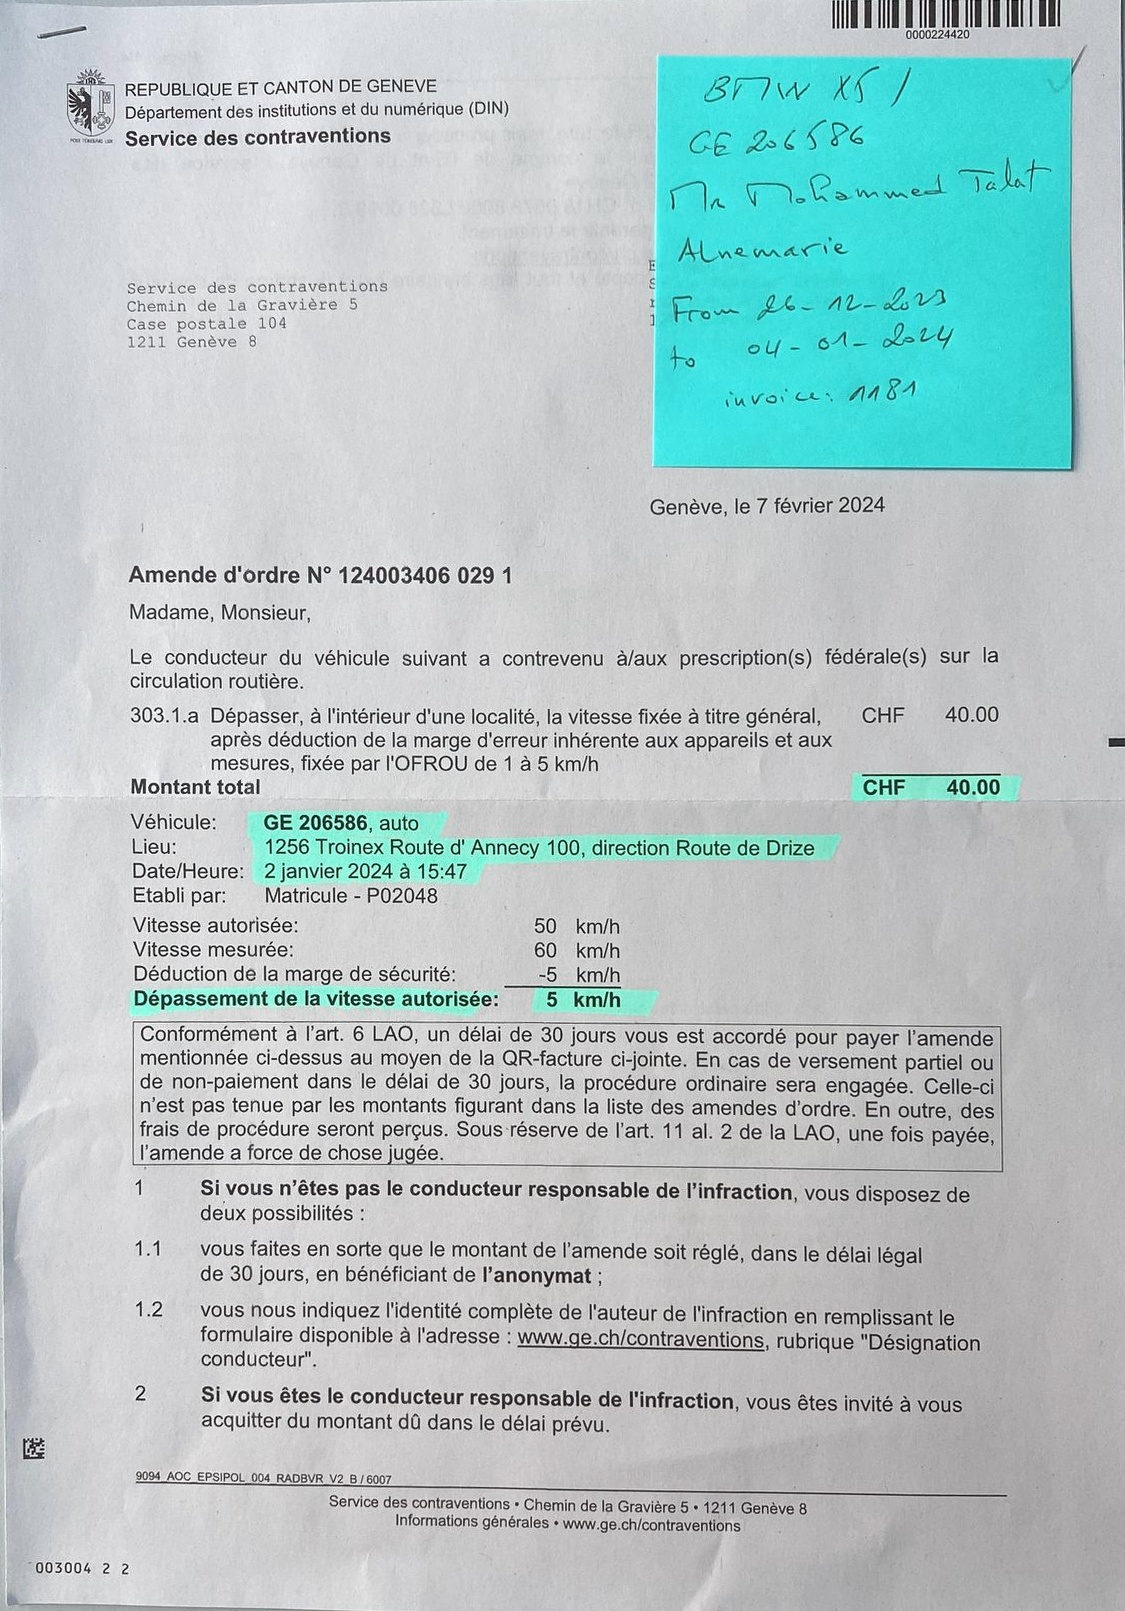 0000224420
REPUBLIQUE ET CANTON DE GENEVE
Département des institutions et du numérique (DIN)
Service des contraventions
BMW X5 /
GE 206586
Mr Mohammed Talat
Alnemarie
From 26-12-2023
to 04-01-2024
invoice: 1181
Service des contraventions
Chemin de la Gravière 5
Case postale 104
1211 Genève 8
Genève, le 7 février 2024
Amende d'ordre N° 124003406 029 1
Madame, Monsieur,
Le conducteur du véhicule suivant a contrevenu à/aux prescription(s) fédérale(s) sur la
circulation routière.
303.1.a Dépasser, à l'intérieur d'une localité, la vitesse fixée à titre général, CHF 40.00
après déduction de la marge d'erreur inhérente aux appareils et aux
mesures, fixée par l'OFROU de 1 à 5 km/h
Montant total CHF 40.00
Véhicule: GE 206586, auto
Lieu: 1256 Troinex Route d' Annecy 100, direction Route de Drize
Date/Heure: 2 janvier 2024 à 15:47
Etabli par: Matricule - P02048
Vitesse autorisée: 50 km/h
Vitesse mesurée: 60 km/h
Déduction de la marge de sécurité: -5 km/h
Dépassement de la vitesse autorisée: 5 km/h
Conformément à l'art. 6 LAO, un délai de 30 jours vous est accordé pour payer l'amende
mentionnée ci-dessus au moyen de la QR-facture ci-jointe. En cas de versement partiel ou
de non-paiement dans le délai de 30 jours, la procédure ordinaire sera engagée. Celle-ci
n'est pas tenue par les montants figurant dans la liste des amendes d'ordre. En outre, des
frais de procédure seront perçus. Sous réserve de l'art. 11 al. 2 de la LAO, une fois payée,
l'amende a force de chose jugée.
1 Si vous n'êtes pas le conducteur responsable de l'infraction, vous disposez de
deux possibilités :
1.1 vous faites en sorte que le montant de l'amende soit réglé, dans le délai légal
de 30 jours, en bénéficiant de l'anonymat ;
1.2 vous nous indiquez l'identité complète de l'auteur de l'infraction en remplissant le
formulaire disponible à l'adresse : www.ge.ch/contraventions, rubrique "Désignation
conducteur".
2 Si vous êtes le conducteur responsable de l'infraction, vous êtes invité à vous
acquitter du montant dû dans le délai prévu.
9094_AOC_EPSIPOL_004_RADBVR_V2_B / 6007
Service des contraventions • Chemin de la Gravière 5 • 1211 Genève 8
Informations générales • www.ge.ch/contraventions
003004 2 2